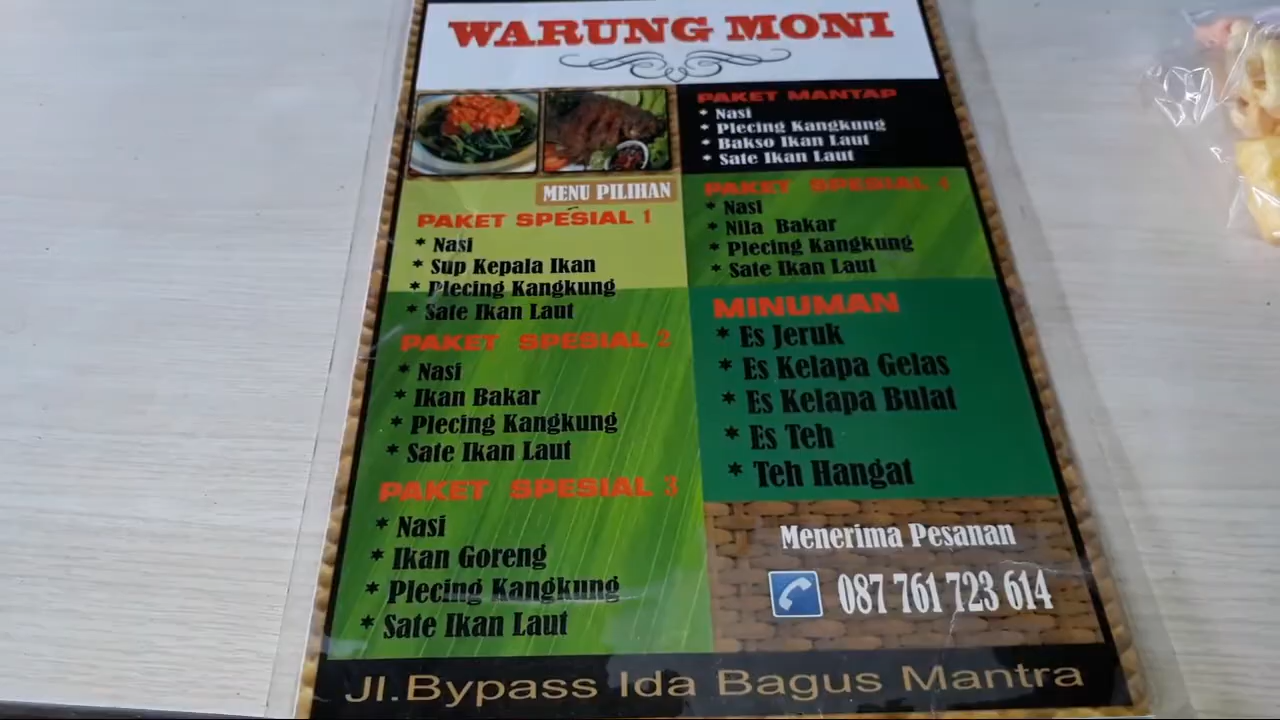 WARUNG MONI
MENU PILIHAN
PAKET SPESIAL 1
* Nasi
* Sup Kepala Ikan
* Plecing Kangkung
* Sate Ikan Laut
PAKET SPESIAL 2
* Nasi
* Ikan Bakar
* Plecing Kangkung
* Sate Ikan Laut
PAKET SPESIAL 3
* Nasi
* Ikan Goreng
* Plecing Kangkung
* Sate Ikan Laut
PAKET MANTAP
* Nasi
* Plecing Kangkung
* Bakso Ikan Laut
* Sate Ikan Laut
PAKET SPESIAL 4
* Nasi
* Nila Bakar
* Plecing Kangkung
* Sate Ikan Laut
MINUMAN
* Es Jeruk
* Es Kelapa Gelas
* Es Kelapa Bulat
* Es Teh
* Teh Hangat
Menerima Pesanan
087 761 723 614
Jl.Bypass Ida Bagus Mantra